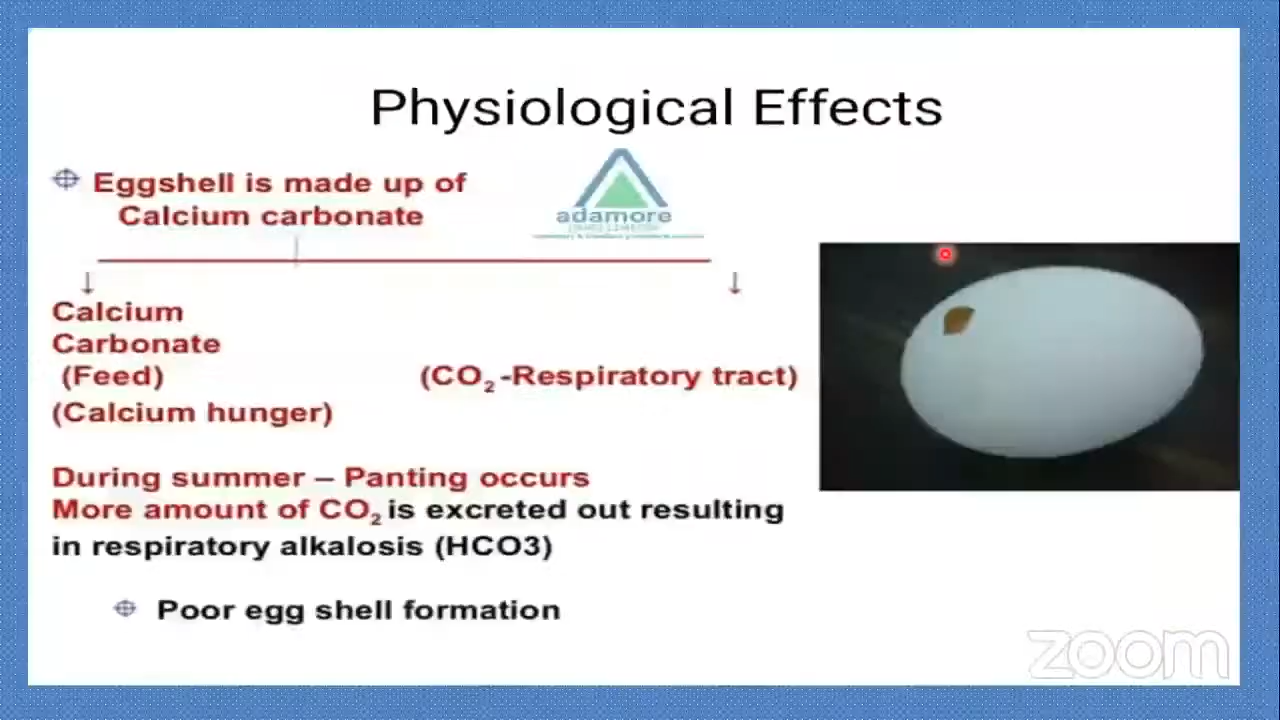 Physiological Effects
Eggshell is made up of
Calcium carbonate
adamore
Calcium
Carbonate
(Feed)
(CO2 -Respiratory tract)
(Calcium hunger)
During summer – Panting occurs
More amount of CO2 is excreted out resulting
in respiratory alkalosis (HCO3)
Poor egg shell formation
zoom